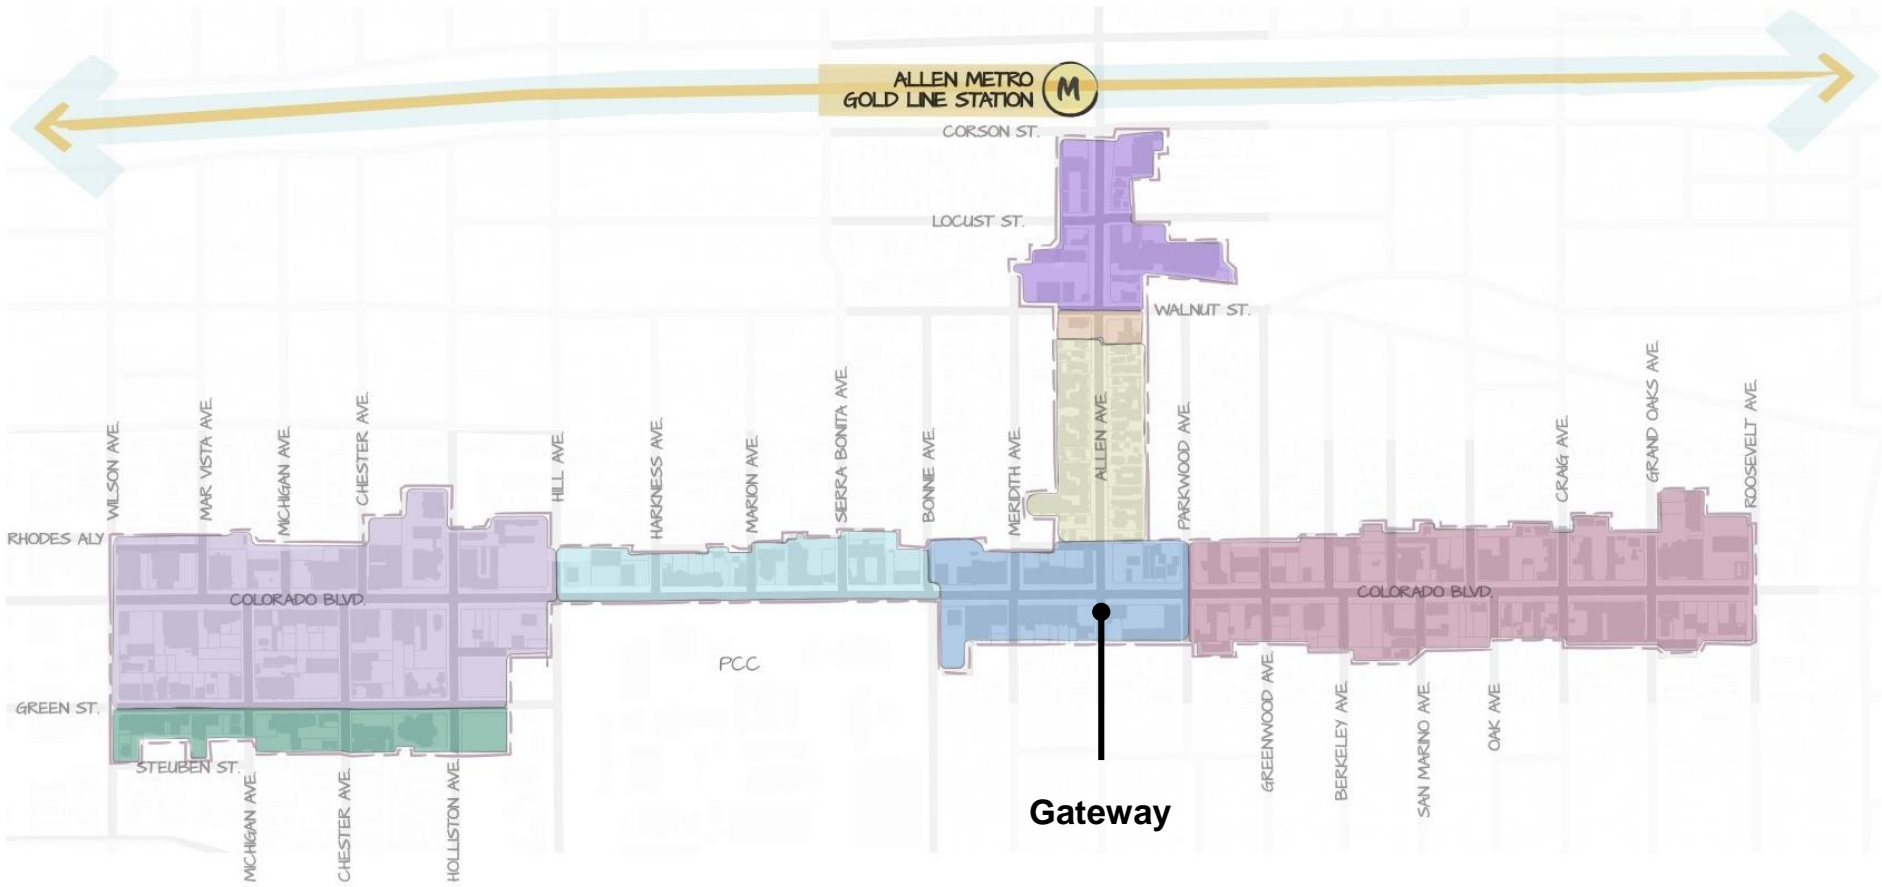 ALLEN METRO
GOLD LINE STATION
M
CORSON ST.
LOCUST ST.
WALNUT ST.
WILSON AVE.
MAR VISTA AVE.
MICHIGAN AVE.
CHESTER AVE.
HILL AVE.
HARKNESS AVE.
MARION AVE.
SIERRA BONITA AVE.
BONNIE AVE.
MERIDITH AVE.
ALLEN AVE.
PARKWOOD AVE.
CRAIG AVE.
GRAND OAKS AVE.
ROOSEVELT AVE.
RHODES ALY
COLORADO BLVD.
COLORADO BLVD.
PCC
GREEN ST.
STEUBEN ST.
MICHIGAN AVE.
CHESTER AVE.
HOLLISTON AVE.
GREENWOOD AVE.
BERKELEY AVE.
SAN MARINO AVE.
OAK AVE
Gateway